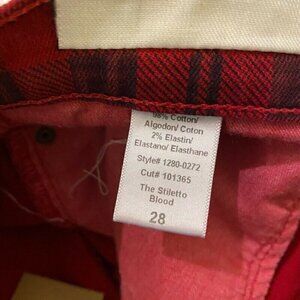 98% Cotton/
Algodon/ Coton
2% Elastin/
Elastano/ Elasthane
Style# 1280-0272
Cut# 101365
The Stiletto
Blood
28